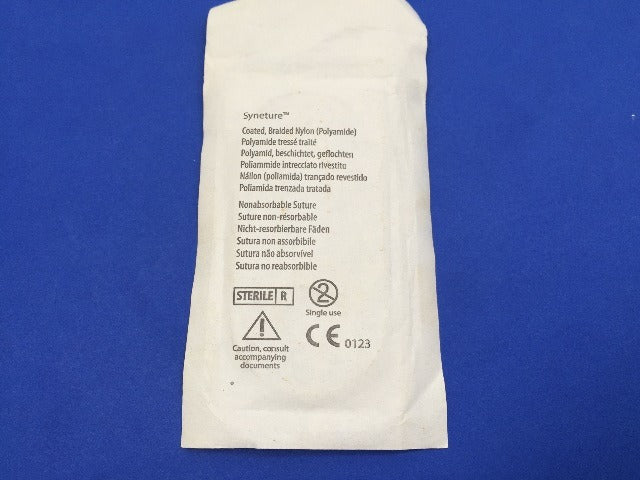 Syneture™
Coated, Braided Nylon (Polyamide)
Polyamide tressé traité
Polyamid, beschichtet, geflochten
Poliammide intrecciato rivestito
Náilon (poliamida) trançado revestido
Poliamida trenzada tratada
Nonabsorbable Suture
Suture non-résorbable
Nicht-resorbierbare Fäden
Sutura non assorbibile
Sutura não absorvível
Sutura no reabsorbible
STERILE R
2
Single use
!
CE 0123
Caution, consult
accompanying
documents